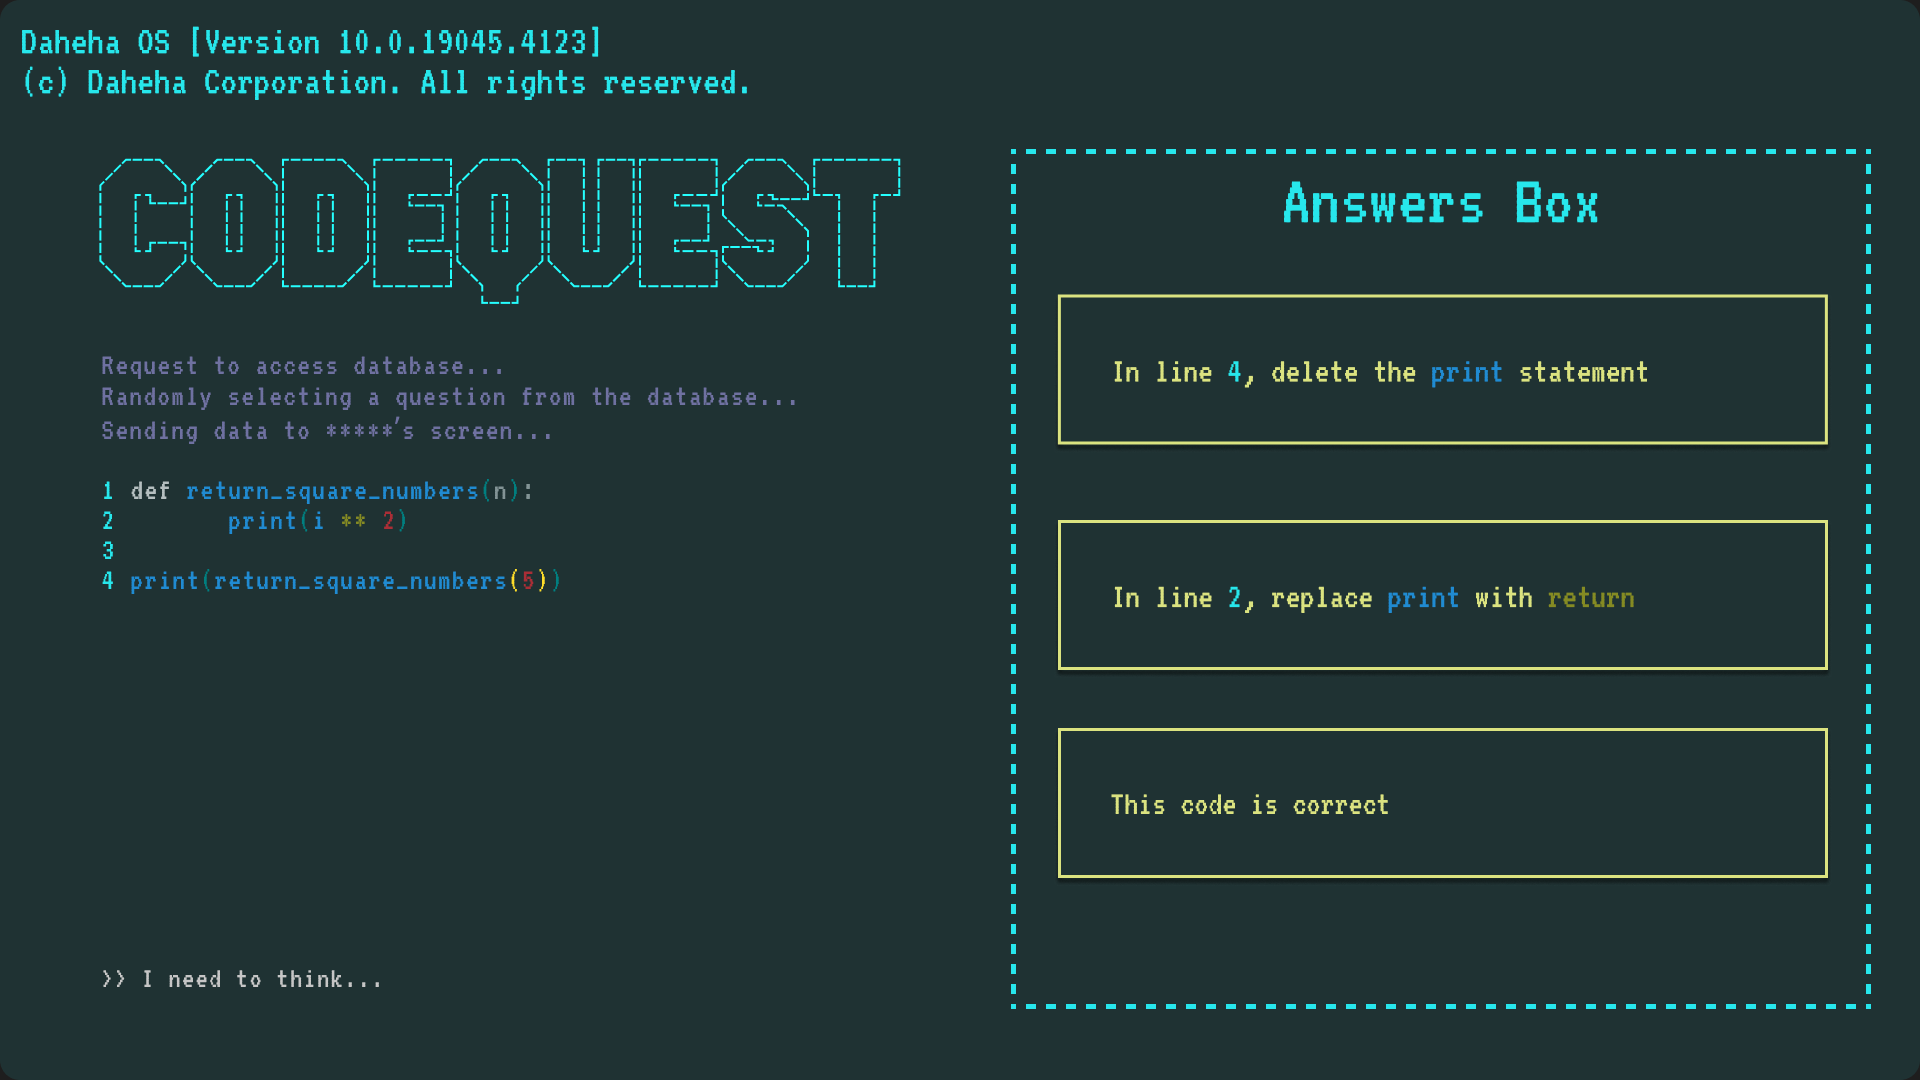 Daheha OS [Version 10.0.19045.4123]
(c) Daheha Corporation. All rights reserved.
CODEQUEST
Request to access database...
Randomly selecting a question from the database...
Sending data to *****'s screen...
1 def return_square_numbers(n):
2         print(i ** 2)
3
4 print(return_square_numbers(5))
>> I need to think...
Answers Box
In line 4, delete the print statement
In line 2, replace print with return
This code is correct